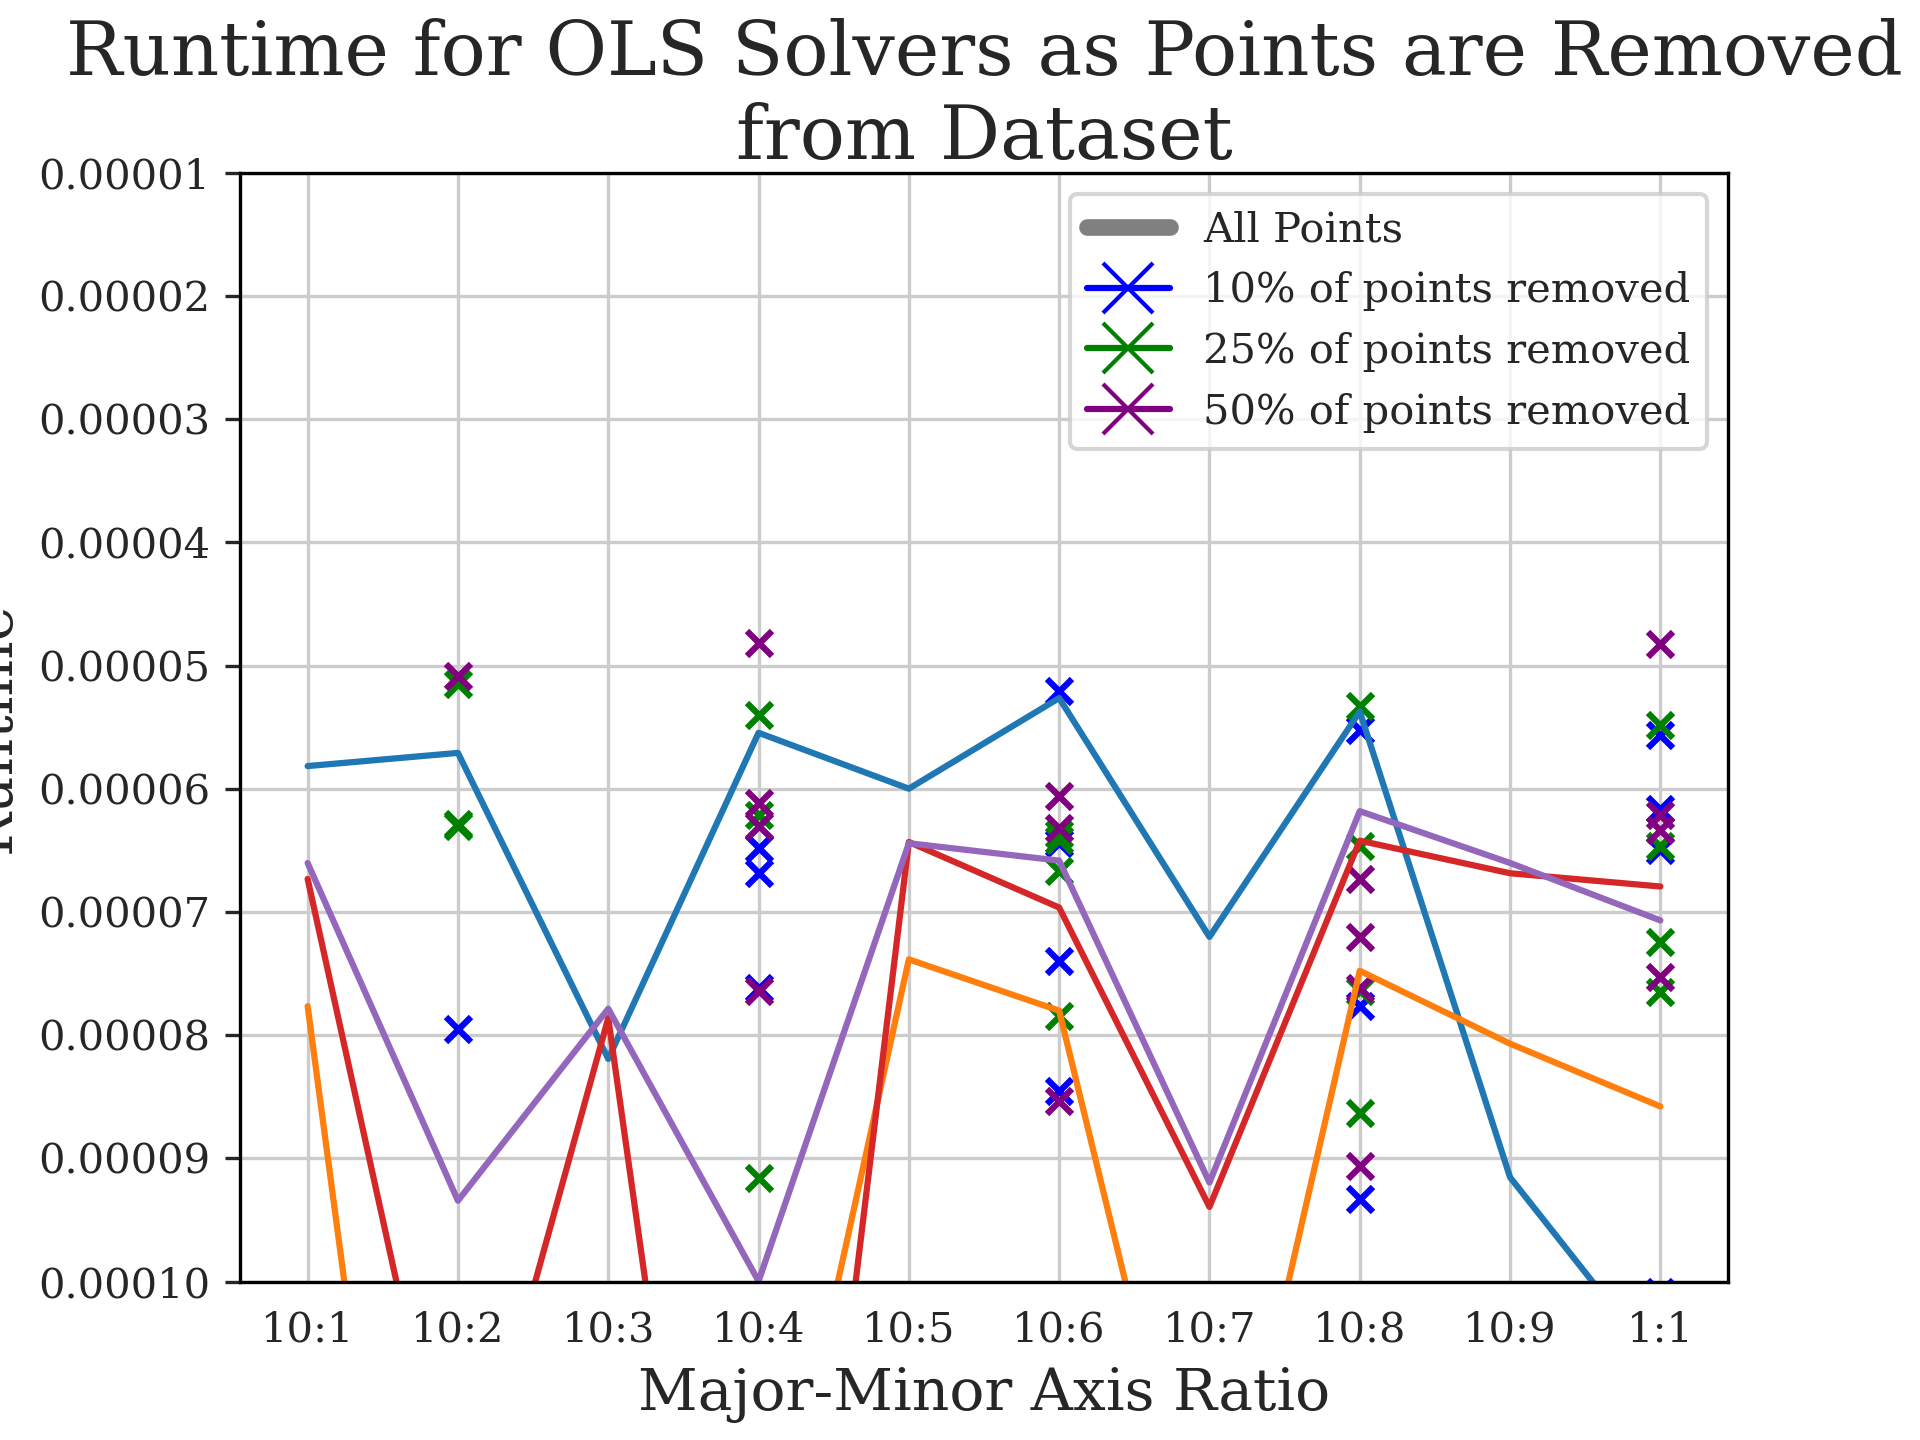 Runtime for OLS Solvers as Points are Removed
from Dataset
0.00001
0.00002
0.00003
0.00004
0.00005
0.00006
0.00007
0.00008
0.00009
0.00010
Runtime
All Points
10% of points removed
25% of points removed
50% of points removed
10:1 10:2 10:3 10:4 10:5 10:6 10:7 10:8 10:9 1:1
Major-Minor Axis Ratio